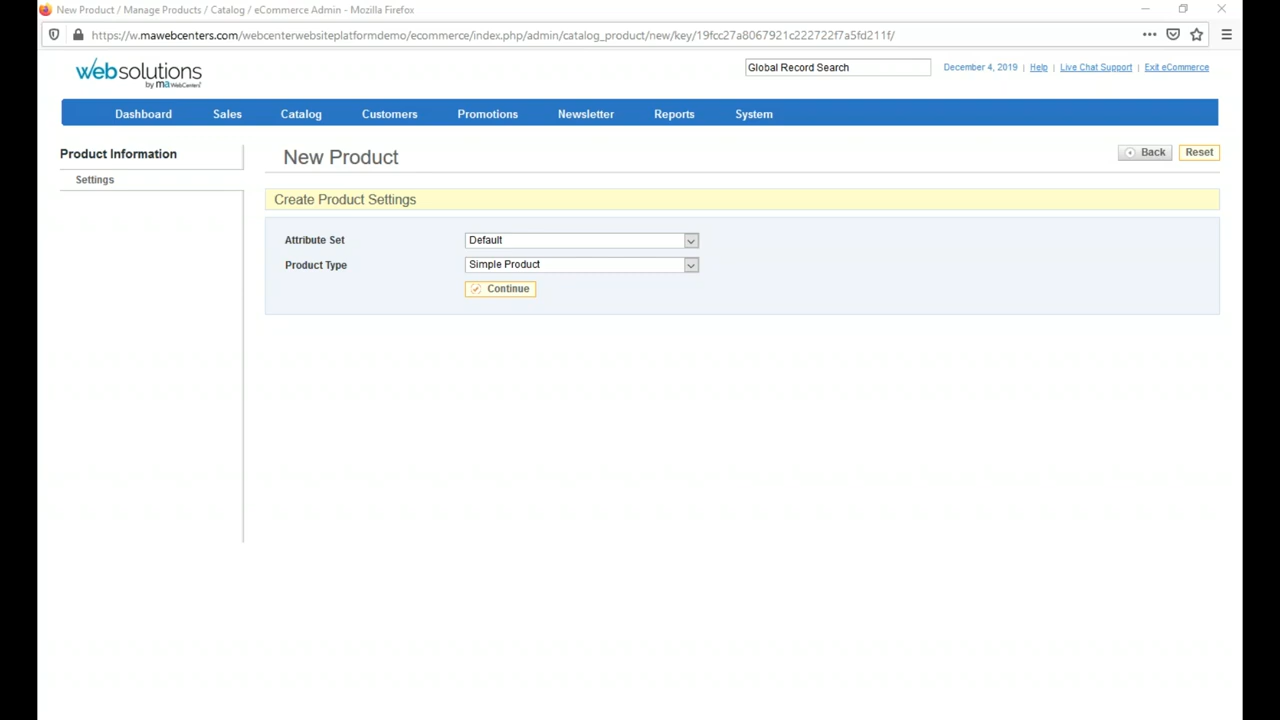 New Product / Manage Products / Catalog / eCommerce Admin - Mozilla Firefox
https://w.mawebcenters.com/webcenterwebsiteplatformdemo/ecommerce/index.php/admin/catalog_product/new/key/19fcc27a8067921c222722f7a5fd211f/
websolutions
by ma WebCenters
Global Record Search
December 4, 2019 | Help | Live Chat Support | Exit eCommerce
Dashboard Sales Catalog Customers Promotions Newsletter Reports System
Product Information
Settings
New Product
Back Reset
Create Product Settings
Attribute Set Default
Product Type Simple Product
Continue